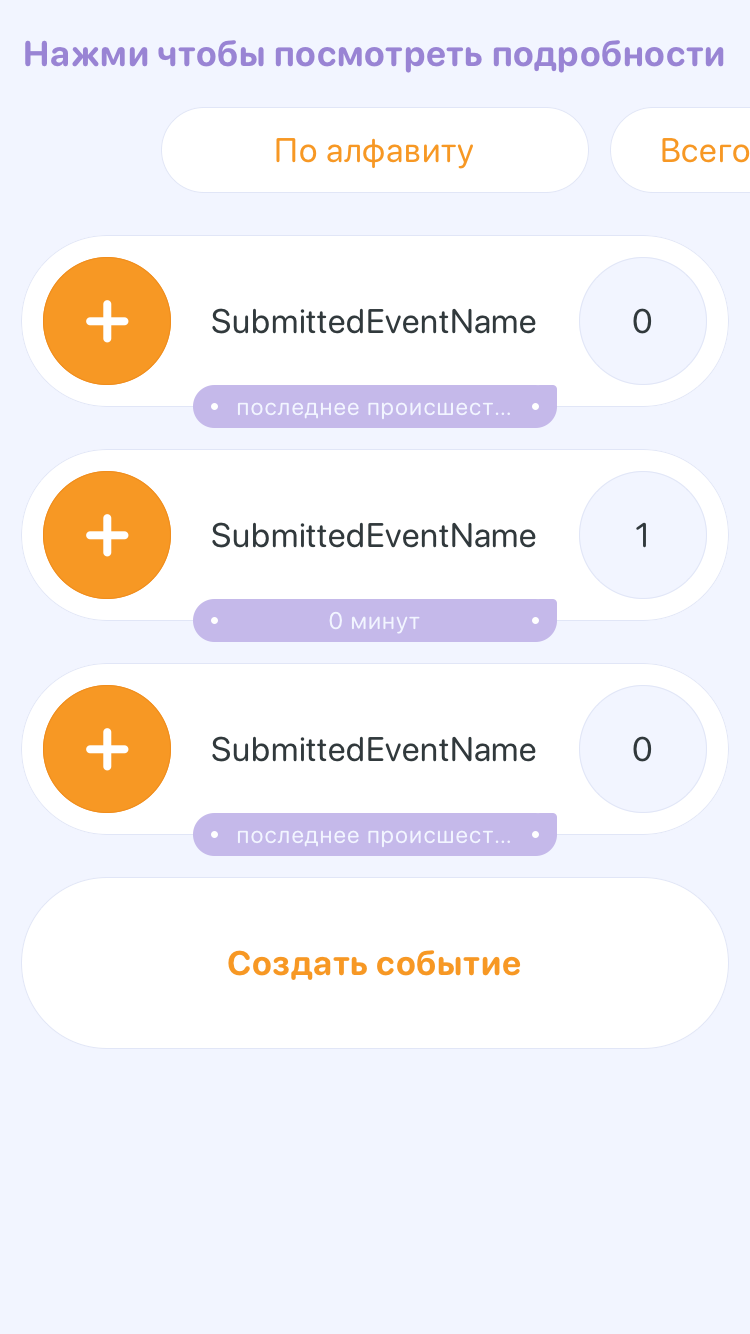 Нажми чтобы посмотреть подробности
По алфавиту
Всего
SubmittedEventName
0
последнее происшест...
SubmittedEventName
1
0 минут
SubmittedEventName
0
последнее происшест...
Создать событие